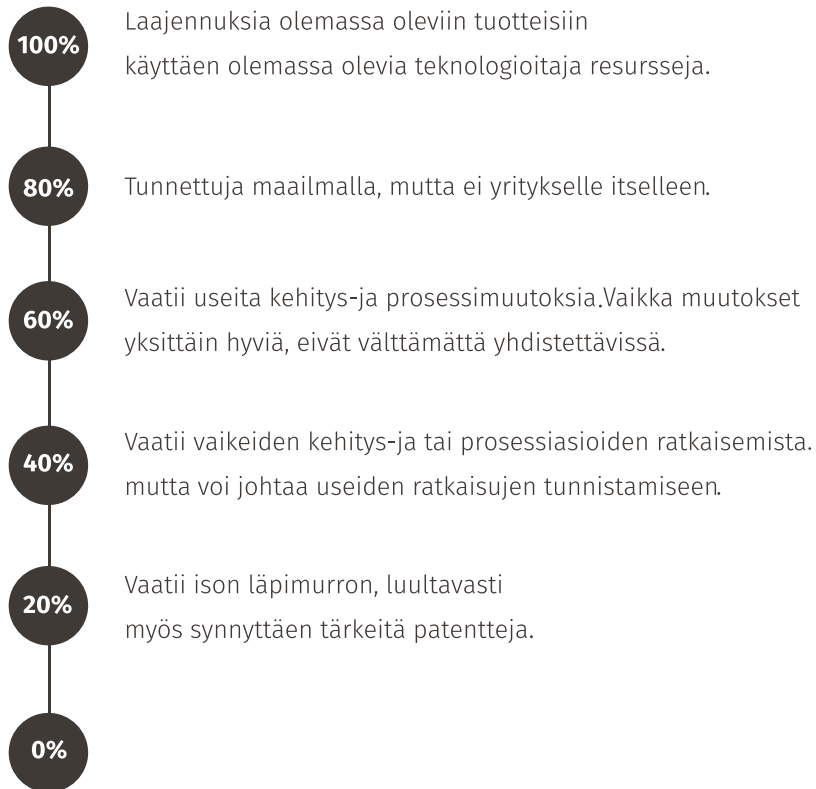 100%
Laajennuksia olemassa oleviin tuotteisiin
käyttäen olemassa olevia teknologioitaja resursseja.
80%
Tunnettuja maailmalla, mutta ei yritykselle itselleen.
60%
Vaatii useita kehitys-ja prosessimuutoksia.Vaikka muutokset
yksittäin hyviä, eivät välttämättä yhdistettävissä.
40%
Vaatii vaikeiden kehitys-ja tai prosessiasioiden ratkaisemista.
mutta voi johtaa useiden ratkaisujen tunnistamiseen.
20%
Vaatii ison läpimurron, luultavasti
myös synnyttäen tärkeitä patentteja.
0%